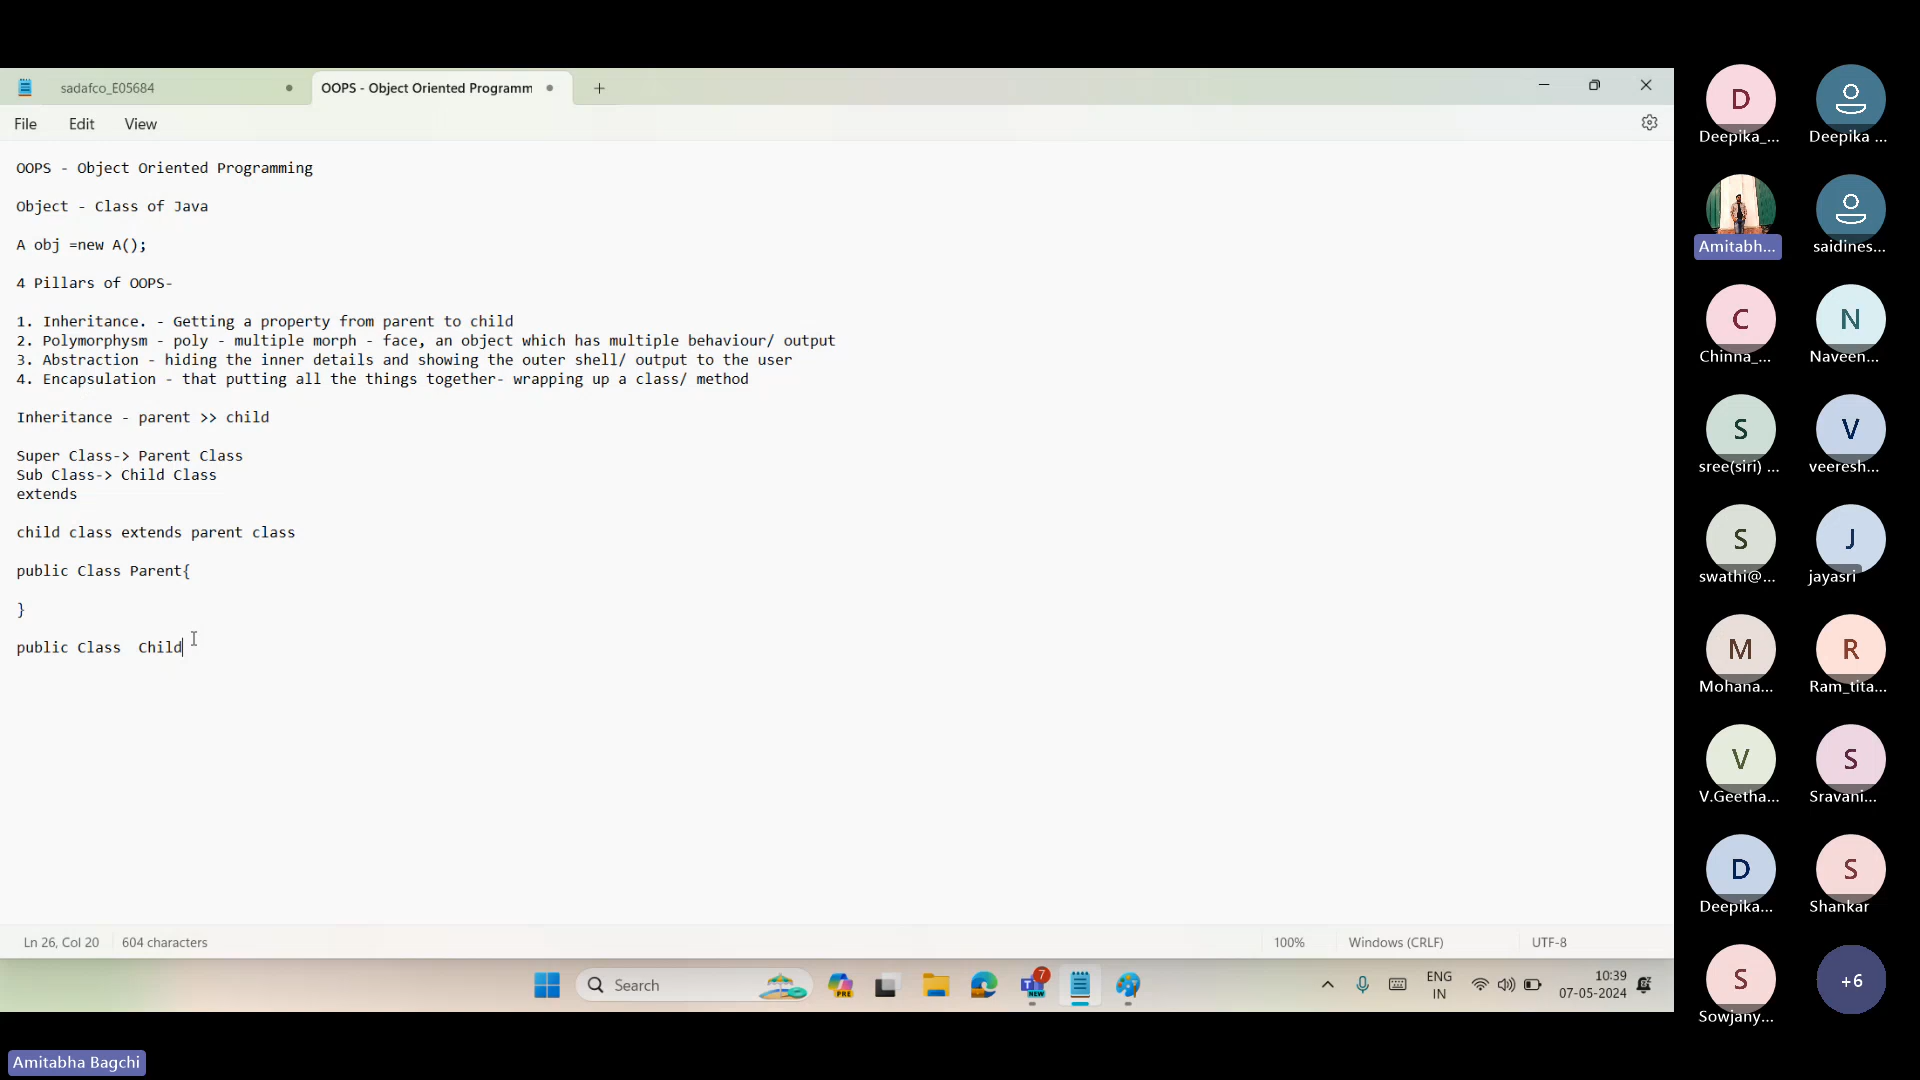 sadafco_E05684
OOPS - Object Oriented Programm
File Edit View
OOPS - Object Oriented Programming
Object - Class of Java
A obj =new A();
4 Pillars of OOPS-
1. Inheritance. - Getting a property from parent to child
2. Polymorphysm - poly - multiple morph - face, an object which has multiple behaviour/ output
3. Abstraction - hiding the inner details and showing the outer shell/ output to the user
4. Encapsulation - that putting all the things together- wrapping up a class/ method
Inheritance - parent >> child
Super Class-> Parent Class
Sub Class-> Child Class
extends
child class extends parent class
public Class Parent{
}
public Class  Child
Ln 26, Col 20 604 characters 100% Windows (CRLF) UTF-8
Search PRE 7 NEW ENG IN 10:39 07-05-2024
D Deepika_... Deepika ...
Amitabh... saidines...
C Chinna_... N Naveen...
S sree(siri) ... V veeresh...
S swathi@... J jayasri
M Mohana... R Ram_tita...
V V.Geetha... S Sravani...
D Deepika... S Shankar
S Sowjany... +6
Amitabha Bagchi